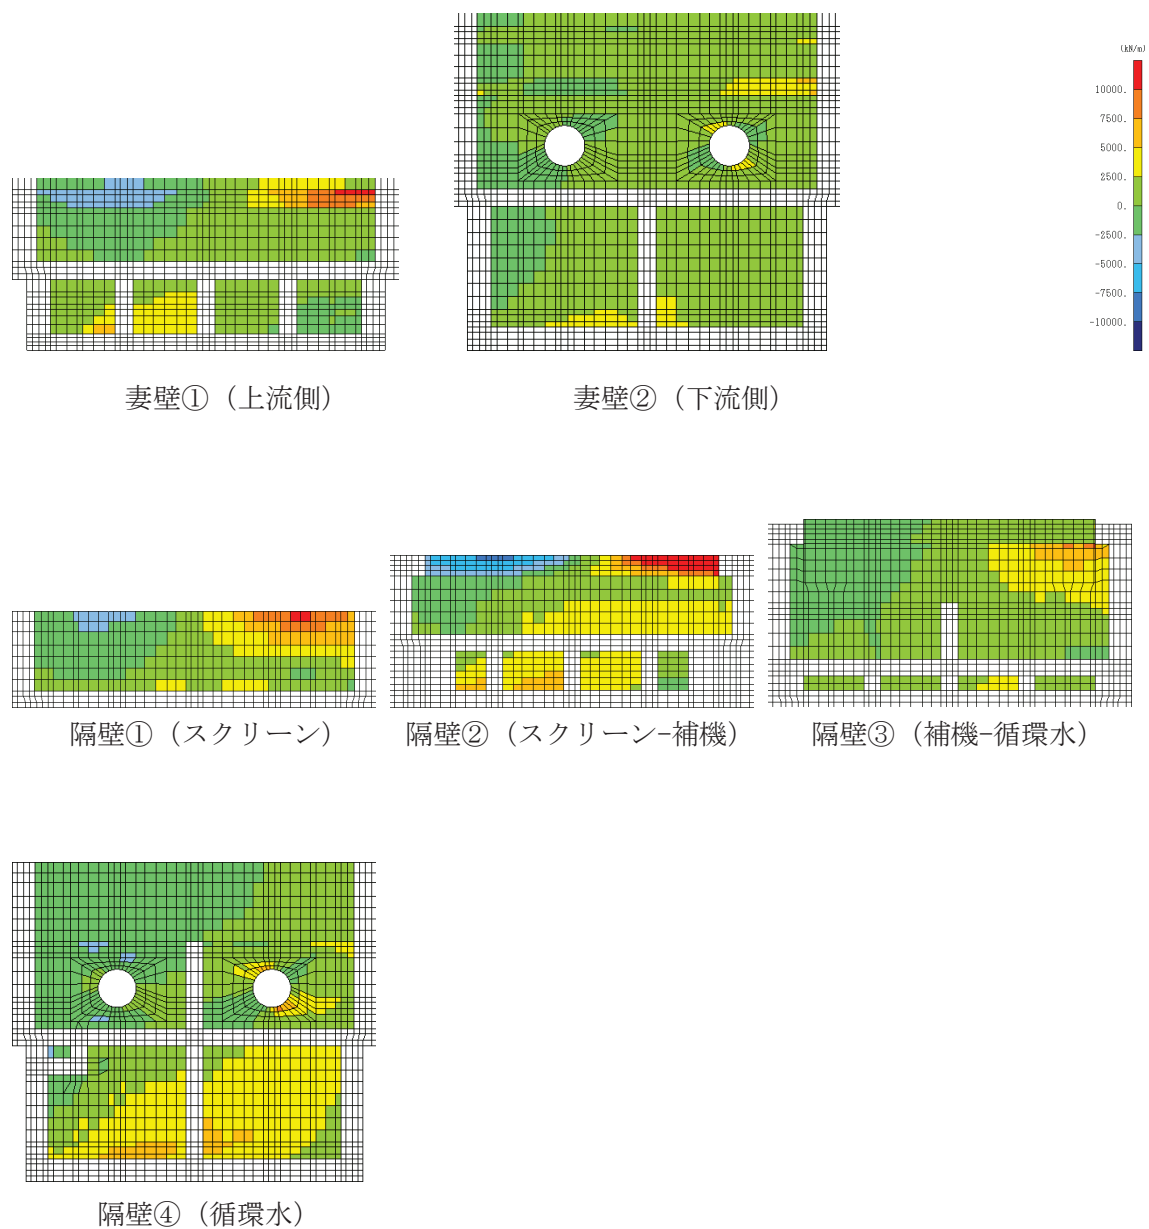 (kN/m)
10000.
7500.
5000.
2500.
0.
-2500.
-5000.
-7500.
-10000.
妻壁①（上流側）
妻壁②（下流側）
隔壁①（スクリーン）
隔壁②（スクリーン-補機）
隔壁③（補機-循環水）
隔壁④（循環水）